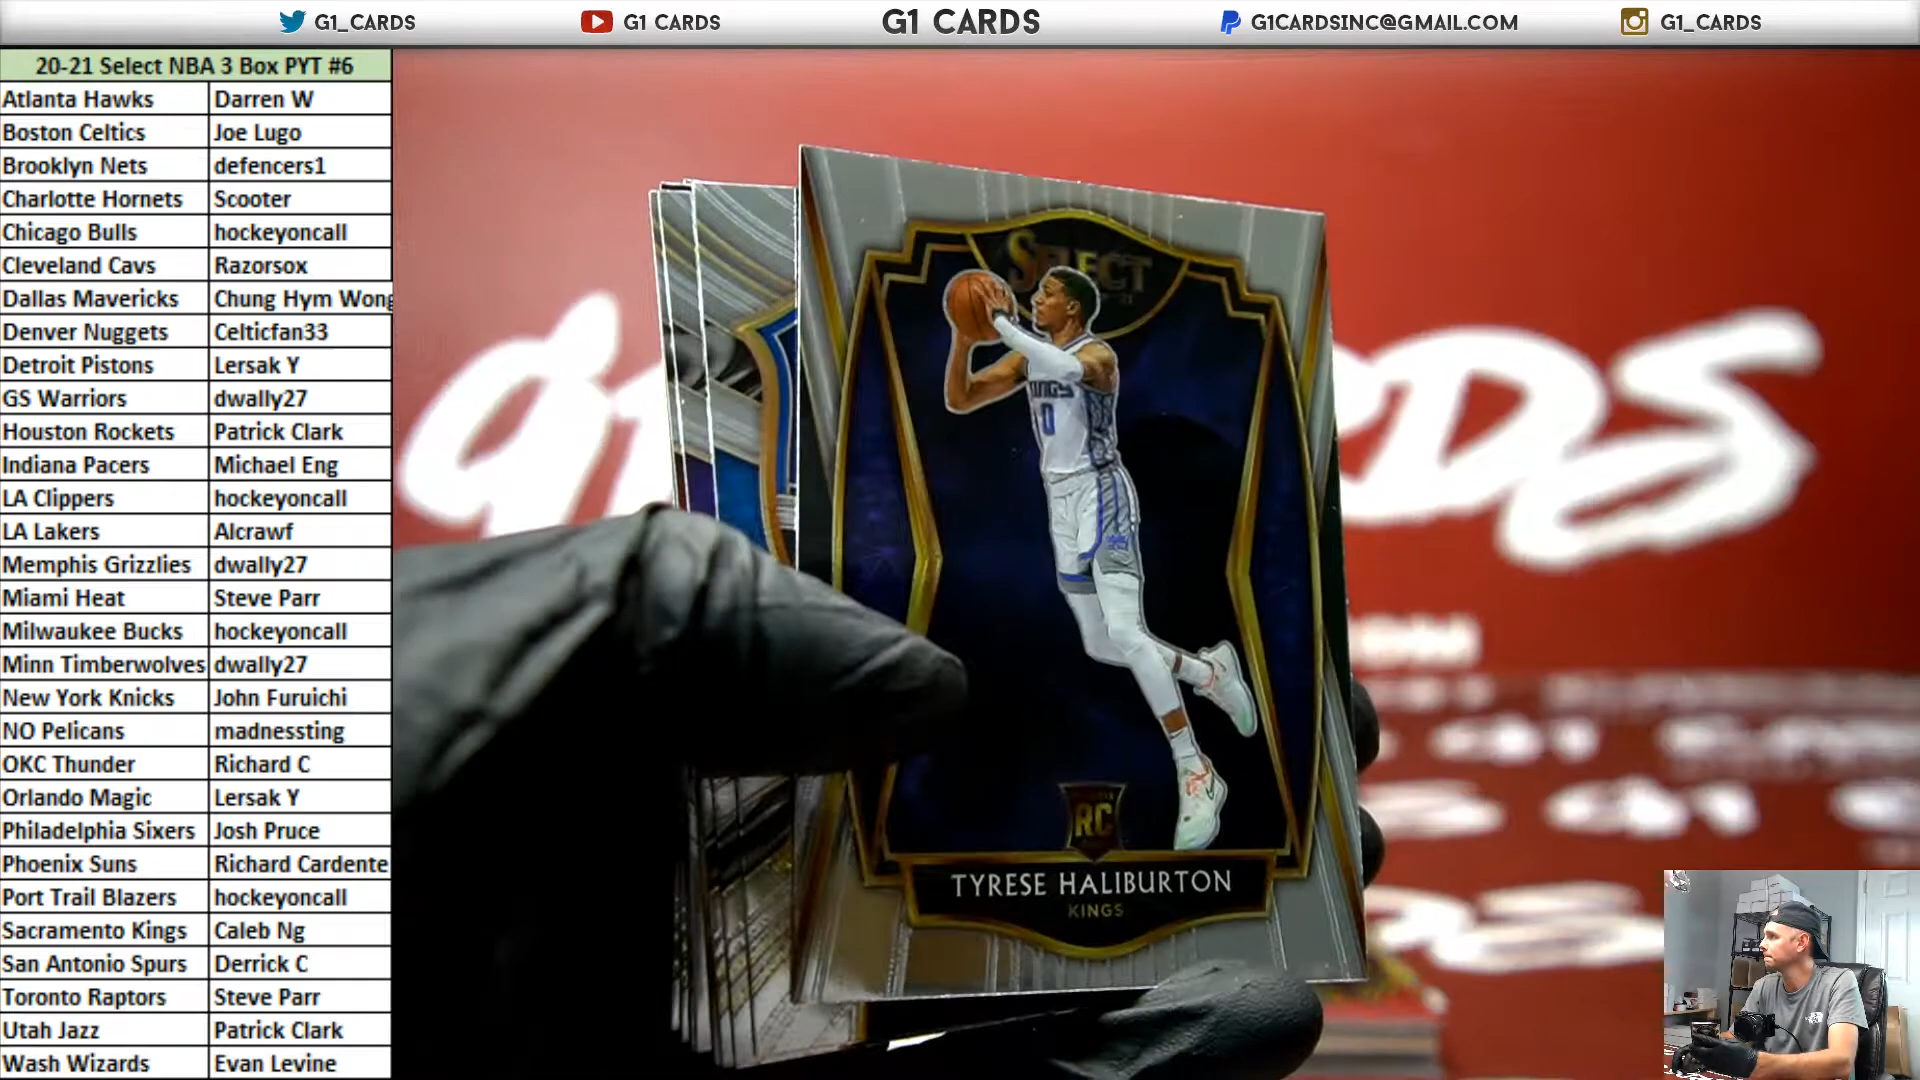 G1_CARDS
G1 CARDS
G1 CARDS
G1CARDSINC@GMAIL.COM
G1_CARDS
20-21 Select NBA 3 Box PYT #6
Atlanta Hawks Darren W
Boston Celtics Joe Lugo
Brooklyn Nets defencers1
Charlotte Hornets Scooter
Chicago Bulls hockeyoncall
Cleveland Cavs Razorsox
Dallas Mavericks Chung Hym Wong
Denver Nuggets Celticfan33
Detroit Pistons Lersak Y
GS Warriors dwally27
Houston Rockets Patrick Clark
Indiana Pacers Michael Eng
LA Clippers hockeyoncall
LA Lakers Alcrawf
Memphis Grizzlies dwally27
Miami Heat Steve Parr
Milwaukee Bucks hockeyoncall
Minn Timberwolves dwally27
New York Knicks John Furuichi
NO Pelicans madnessting
OKC Thunder Richard C
Orlando Magic Lersak Y
Philadelphia Sixers Josh Pruce
Phoenix Suns Richard Cardente
Port Trail Blazers hockeyoncall
Sacramento Kings Caleb Ng
San Antonio Spurs Derrick C
Toronto Raptors Steve Parr
Utah Jazz Patrick Clark
Wash Wizards Evan Levine
SELECT
KINGS
0
RC
TYRESE HALIBURTON
KINGS